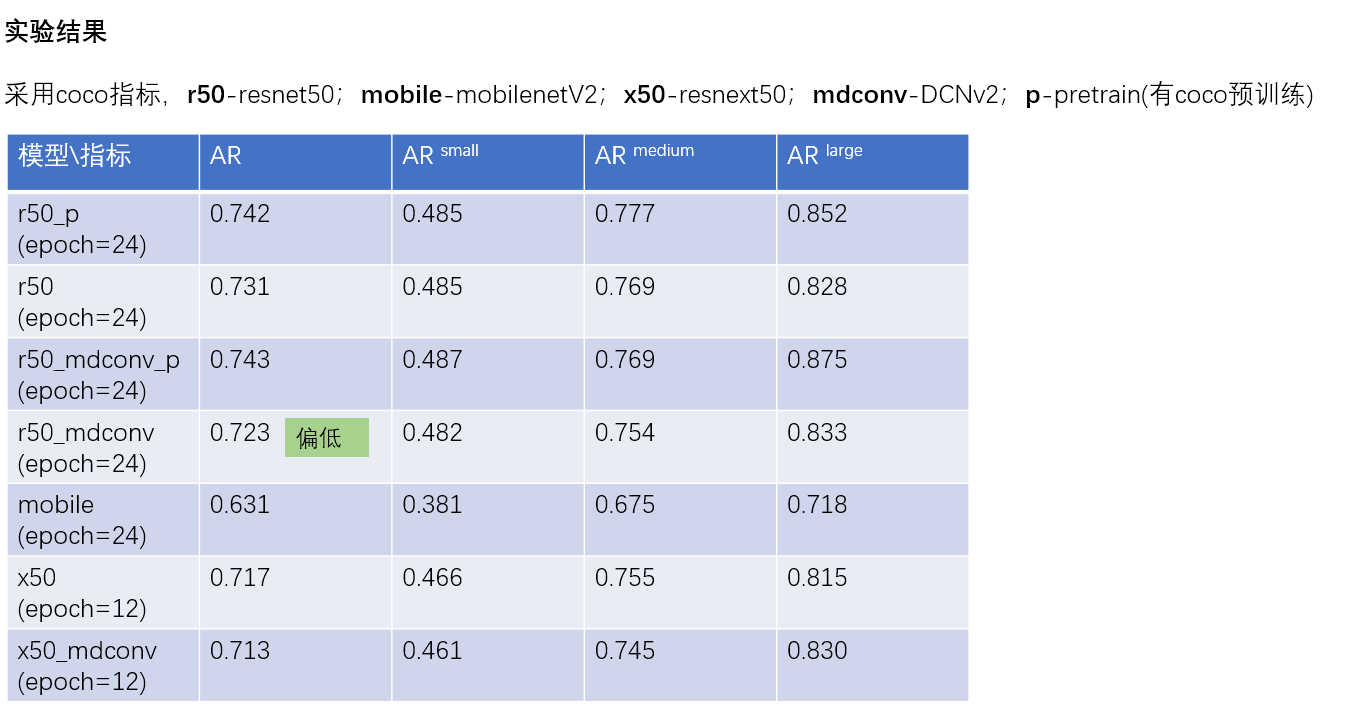 实验结果
采用coco指标，r50-resnet50；mobile-mobilenetV2；x50-resnext50；mdconv-DCNv2；p-pretrain(有coco预训练)
模型\指标 AR AR small AR medium AR large
r50_p 0.742 0.485 0.777 0.852
(epoch=24)
r50 0.731 0.485 0.769 0.828
(epoch=24)
r50_mdconv_p 0.743 0.487 0.769 0.875
(epoch=24)
r50_mdconv 0.723 偏低 0.482 0.754 0.833
(epoch=24)
mobile 0.631 0.381 0.675 0.718
(epoch=24)
x50 0.717 0.466 0.755 0.815
(epoch=12)
x50_mdconv 0.713 0.461 0.745 0.830
(epoch=12)